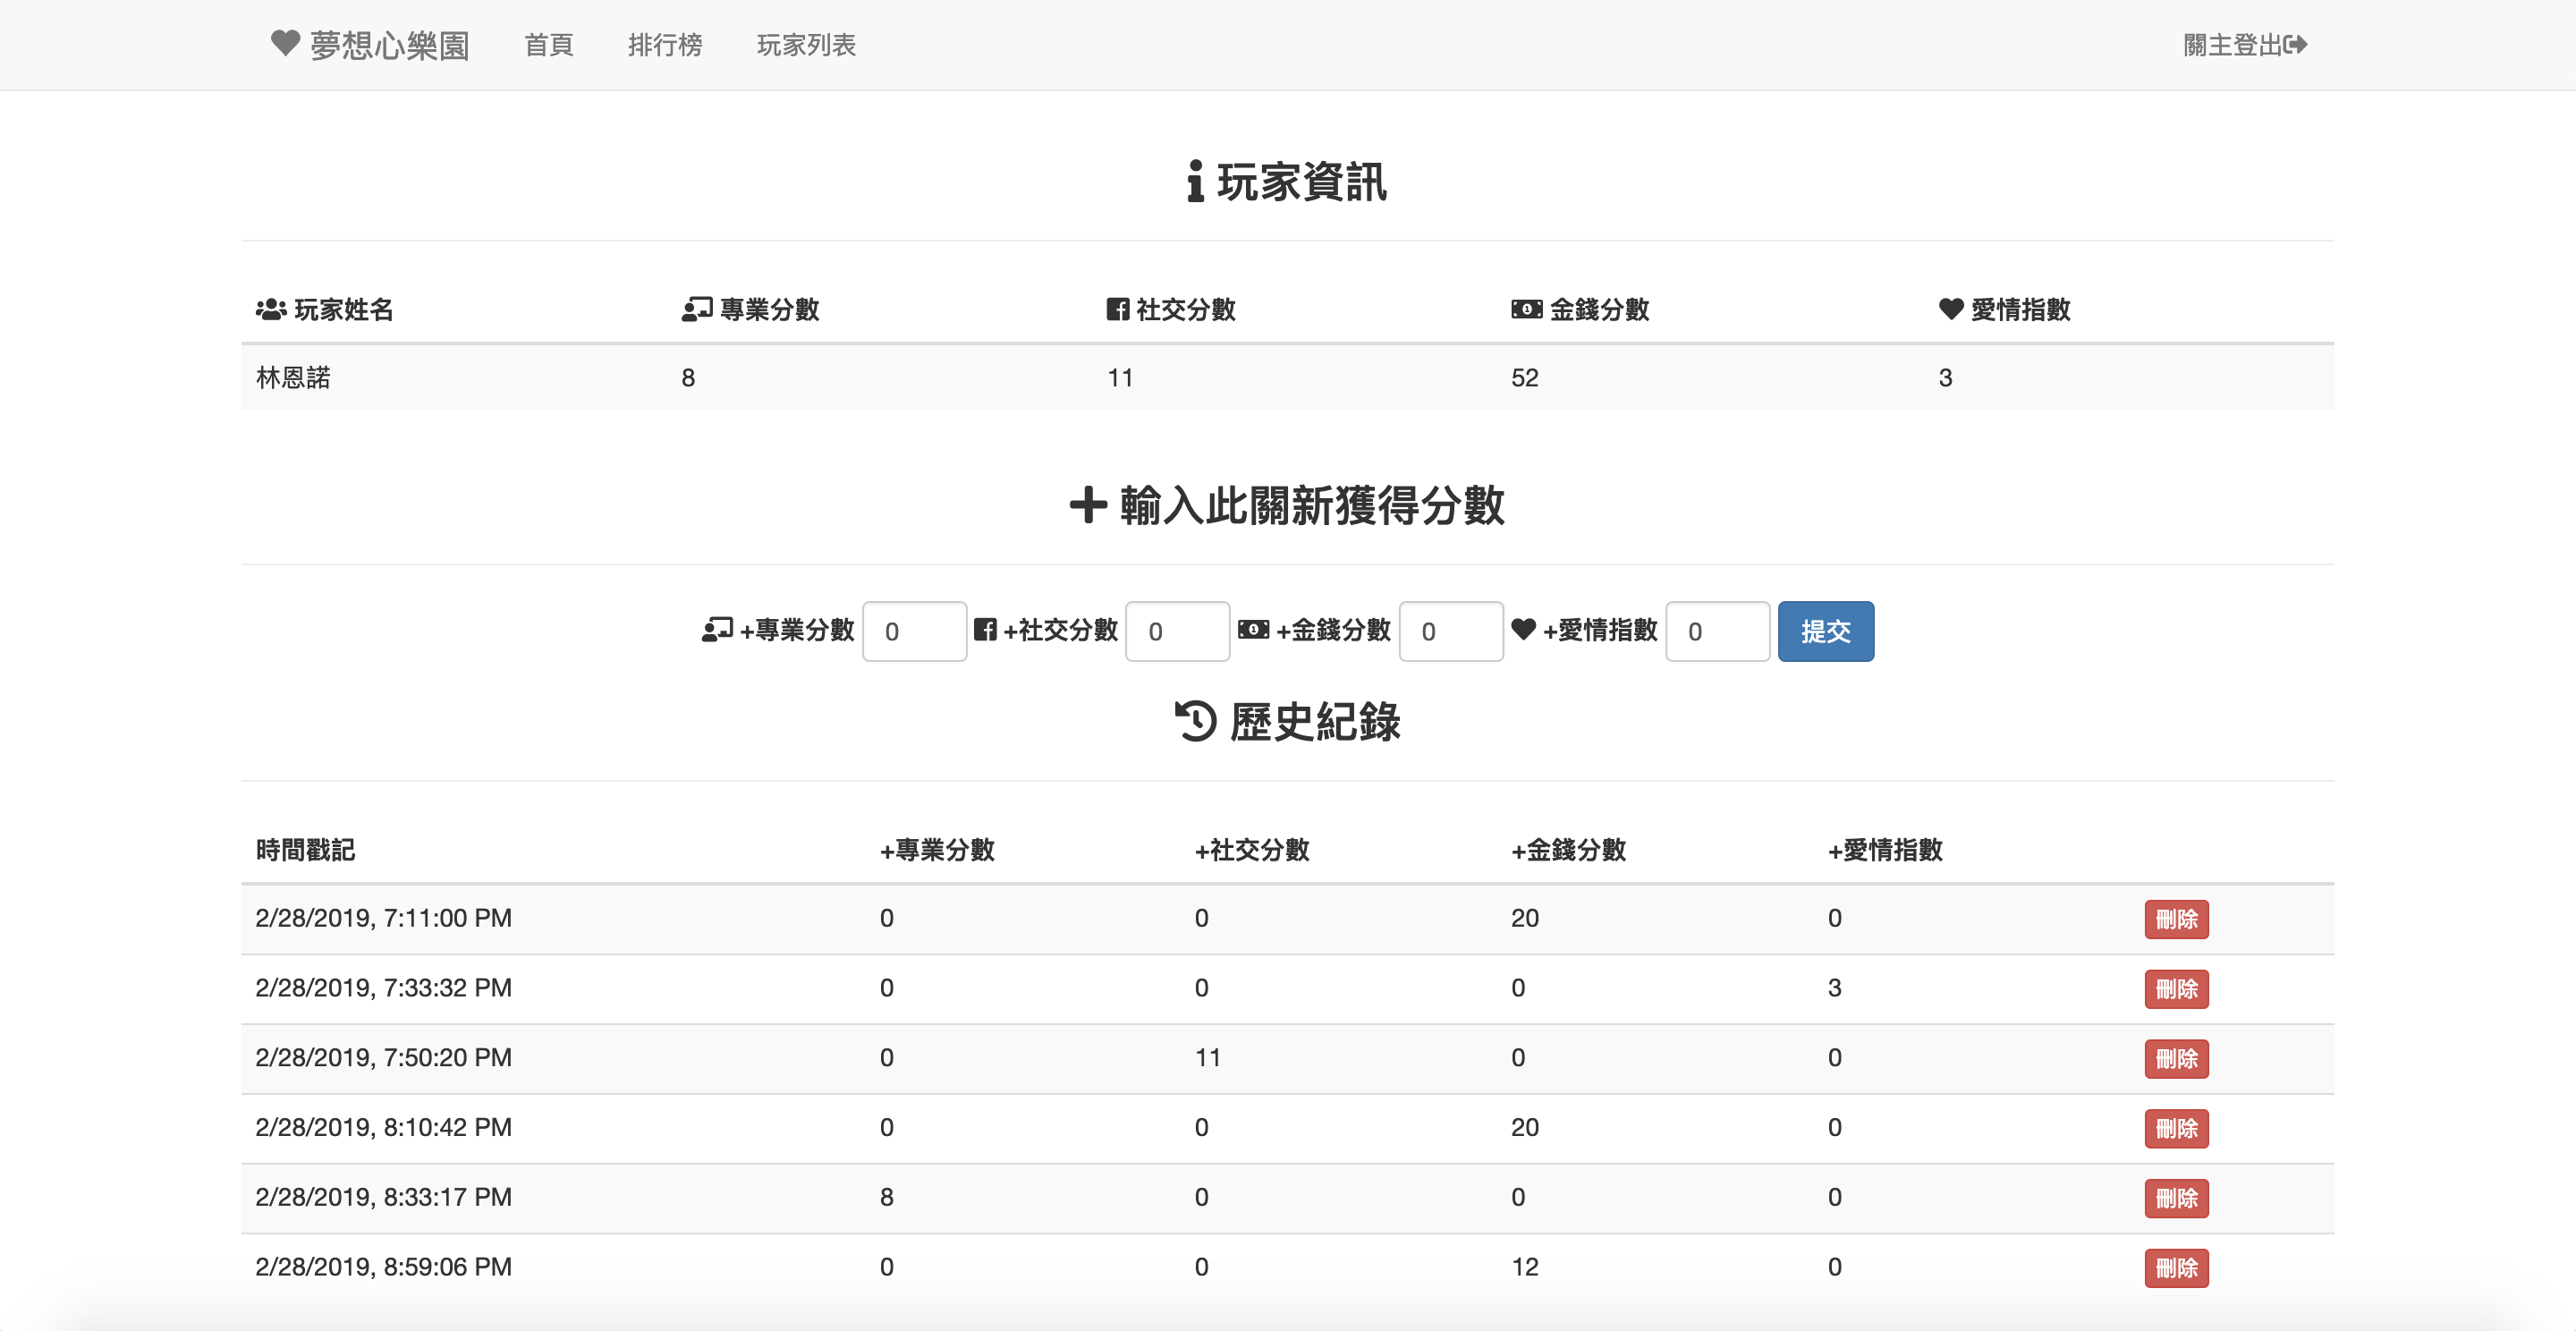 夢想心樂園 首頁 排行榜 玩家列表 關主登出
玩家資訊
玩家姓名 專業分數 社交分數 金錢分數 愛情指數
林恩諾 8 11 52 3
輸入此關新獲得分數
+專業分數 0 +社交分數 0 +金錢分數 0 +愛情指數 0 提交
歷史紀錄
時間戳記 +專業分數 +社交分數 +金錢分數 +愛情指數
2/28/2019, 7:11:00 PM 0 0 20 0 刪除
2/28/2019, 7:33:32 PM 0 0 0 3 刪除
2/28/2019, 7:50:20 PM 0 11 0 0 刪除
2/28/2019, 8:10:42 PM 0 0 20 0 刪除
2/28/2019, 8:33:17 PM 8 0 0 0 刪除
2/28/2019, 8:59:06 PM 0 0 12 0 刪除